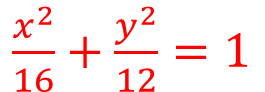 x²/16 + y²/12 = 1